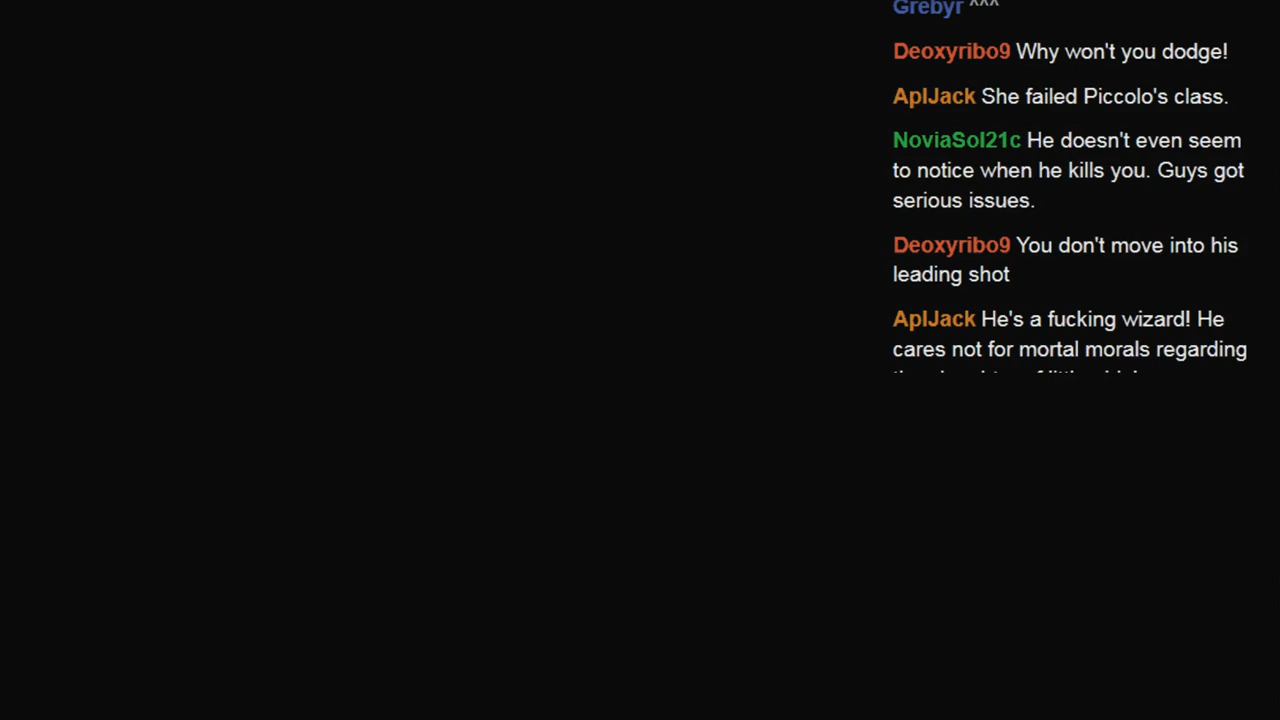 Grebyr ^^^
Deoxyribo9 Why won't you dodge!
AplJack She failed Piccolo's class.
NoviaSol21c He doesn't even seem
to notice when he kills you. Guys got
serious issues.
Deoxyribo9 You don't move into his
leading shot
AplJack He's a fucking wizard! He
cares not for mortal morals regarding